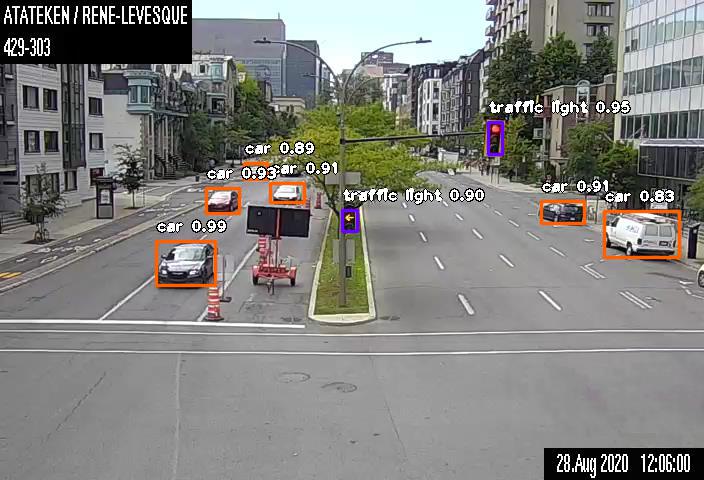 ATATEKEN / RENE-LEVESQUE
429-303
traffic light 0.95
car 0.89
car 0.93
car 0.91
traffic light 0.90
car 0.91
car 0.83
car 0.99
28.Aug 2020 12:06:00